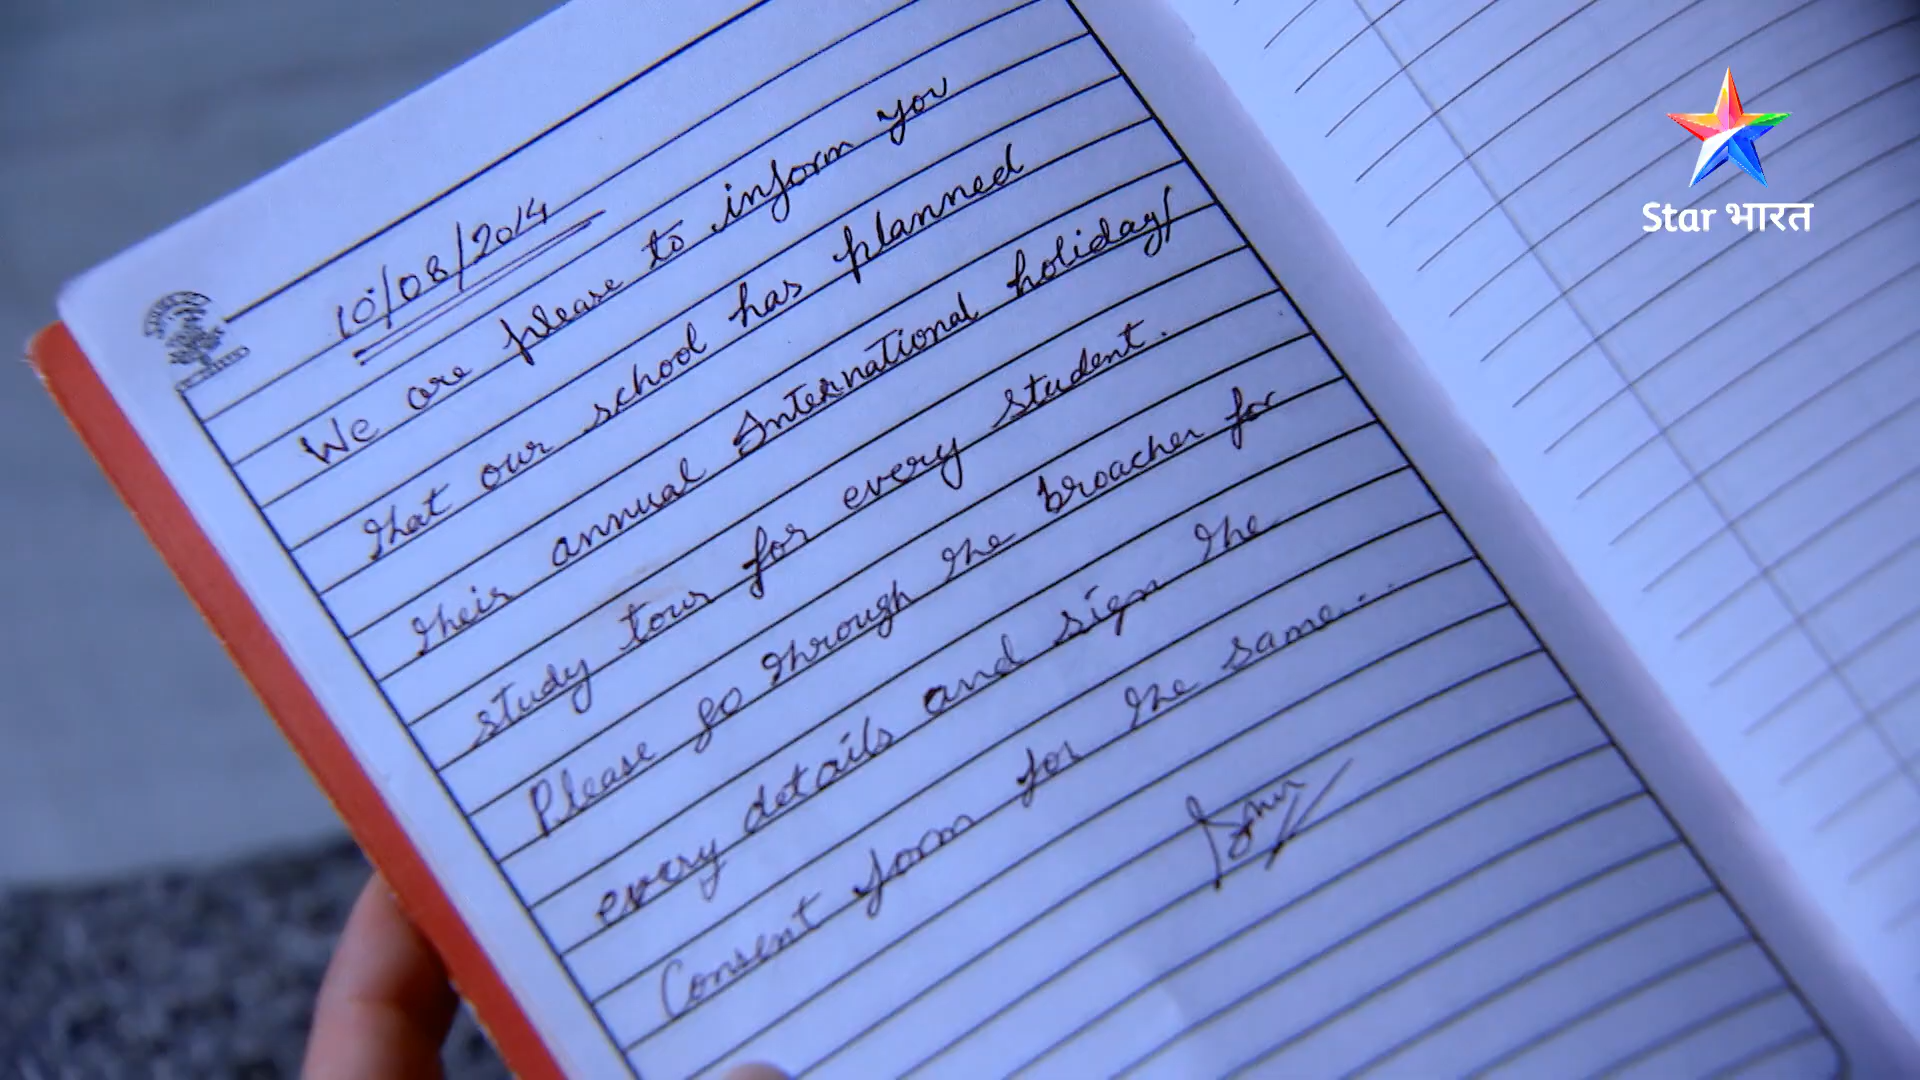 Star भारत
10/08/2014
We are please to inform you
that our school has planned
their annual International holiday/
study tour for every student.
Please go through the broacher for
every details and sign the
Consent form for the same...